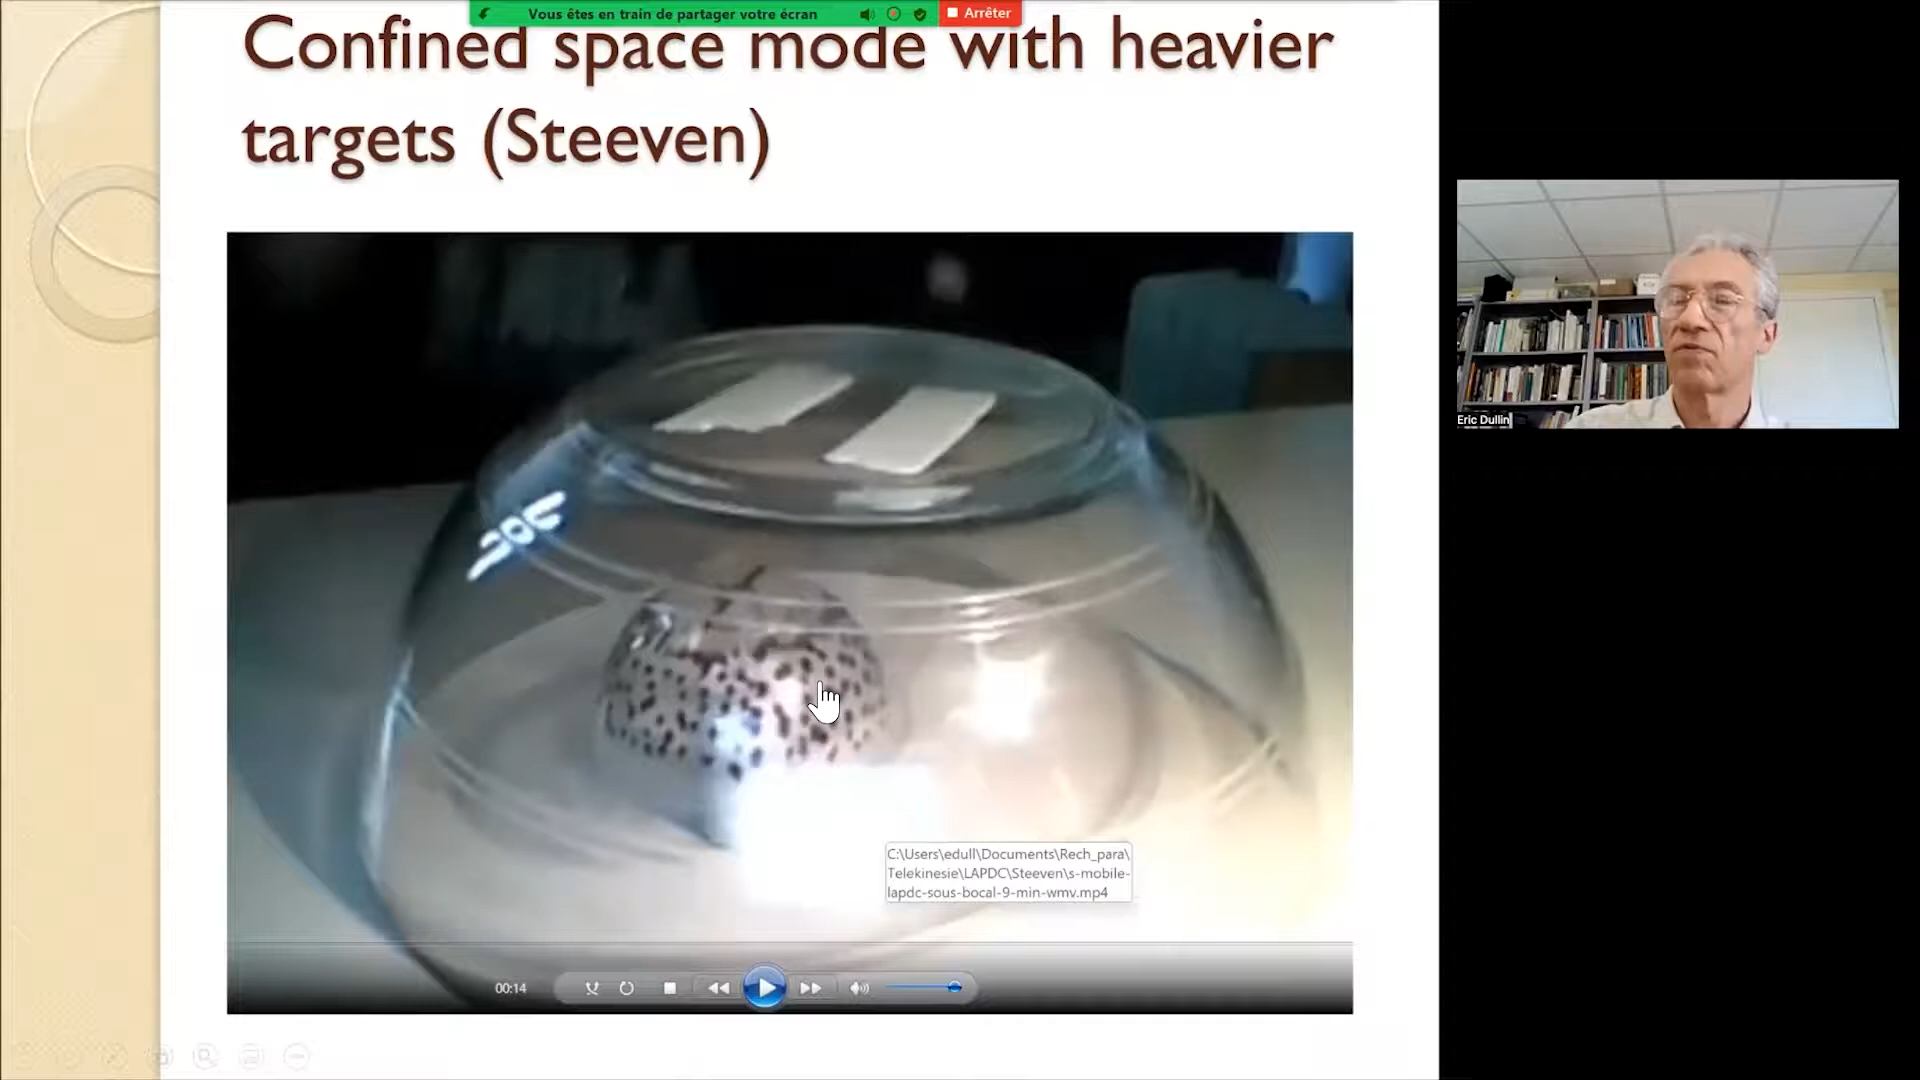 Vous êtes en train de partager votre écran
Arrêter
Confined space mode with heavier
targets (Steeven)
Eric Dullin
C:\Users\edull\Documents\Rech_para\
Telekinesie\LAPDC\Steeven\s-mobile-
lapdc-sous-bocal-9-min-wmv.mp4
00:14